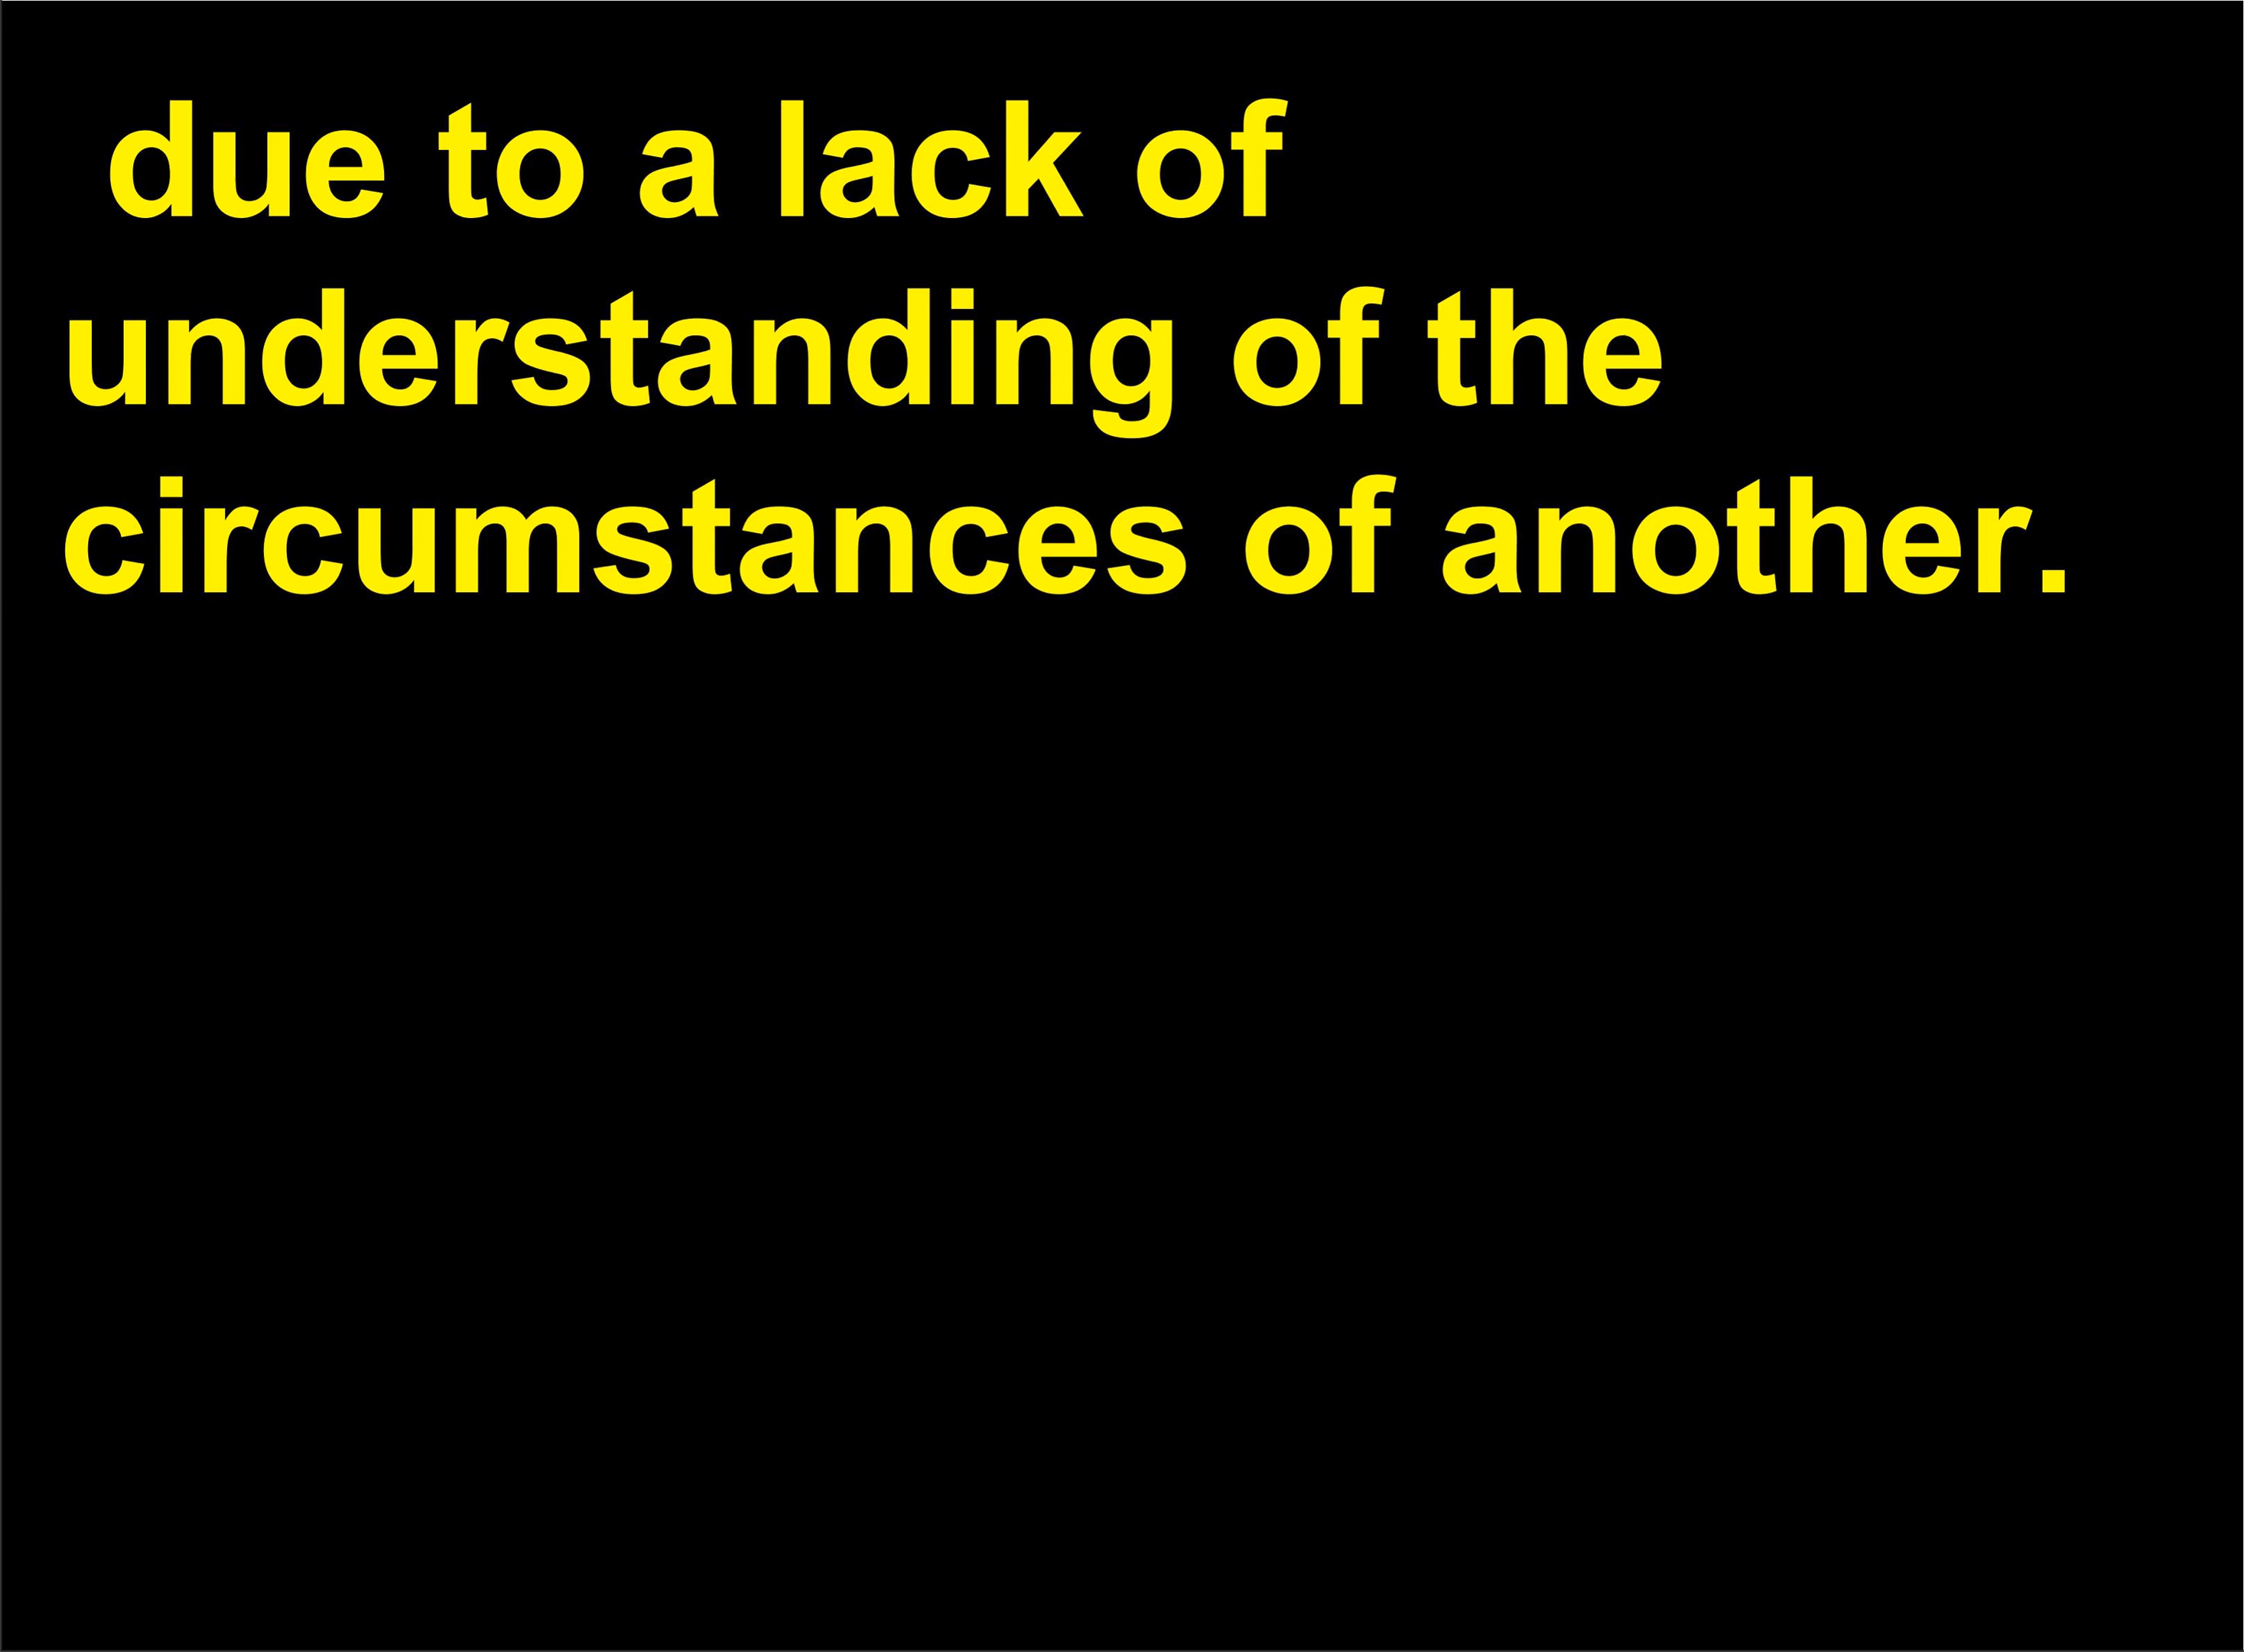 due to a lack of
understanding of the
circumstances of another.